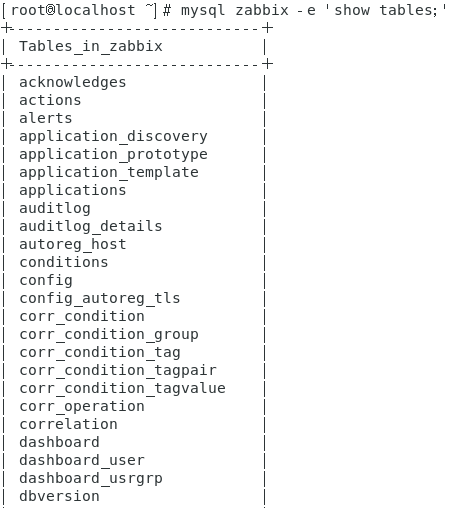 [root@localhost ~]# mysql zabbix -e 'show tables;'
+----------------------------+
| Tables_in_zabbix           |
+----------------------------+
| acknowledges               |
| actions                    |
| alerts                     |
| application_discovery      |
| application_prototype      |
| application_template       |
| applications               |
| auditlog                   |
| auditlog_details           |
| autoreg_host               |
| conditions                 |
| config                     |
| config_autoreg_tls         |
| corr_condition             |
| corr_condition_group       |
| corr_condition_tag         |
| corr_condition_tagpair     |
| corr_condition_tagvalue    |
| corr_operation             |
| correlation                |
| dashboard                  |
| dashboard_user             |
| dashboard_usrgrp           |
| dbversion                  |